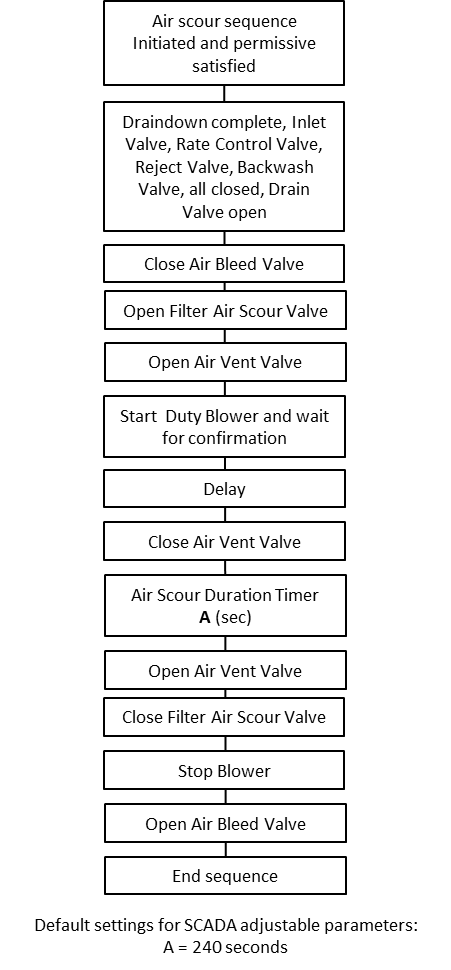 Air scour sequence
Initiated and permissive
satisfied
Draindown complete, Inlet
Valve, Rate Control Valve,
Reject Valve, Backwash
Valve, all closed, Drain
Valve open
Close Air Bleed Valve
Open Filter Air Scour Valve
Open Air Vent Valve
Start Duty Blower and wait
for confirmation
Delay
Close Air Vent Valve
Air Scour Duration Timer
A (sec)
Open Air Vent Valve
Close Filter Air Scour Valve
Stop Blower
Open Air Bleed Valve
End sequence
Default settings for SCADA adjustable parameters:
A = 240 seconds